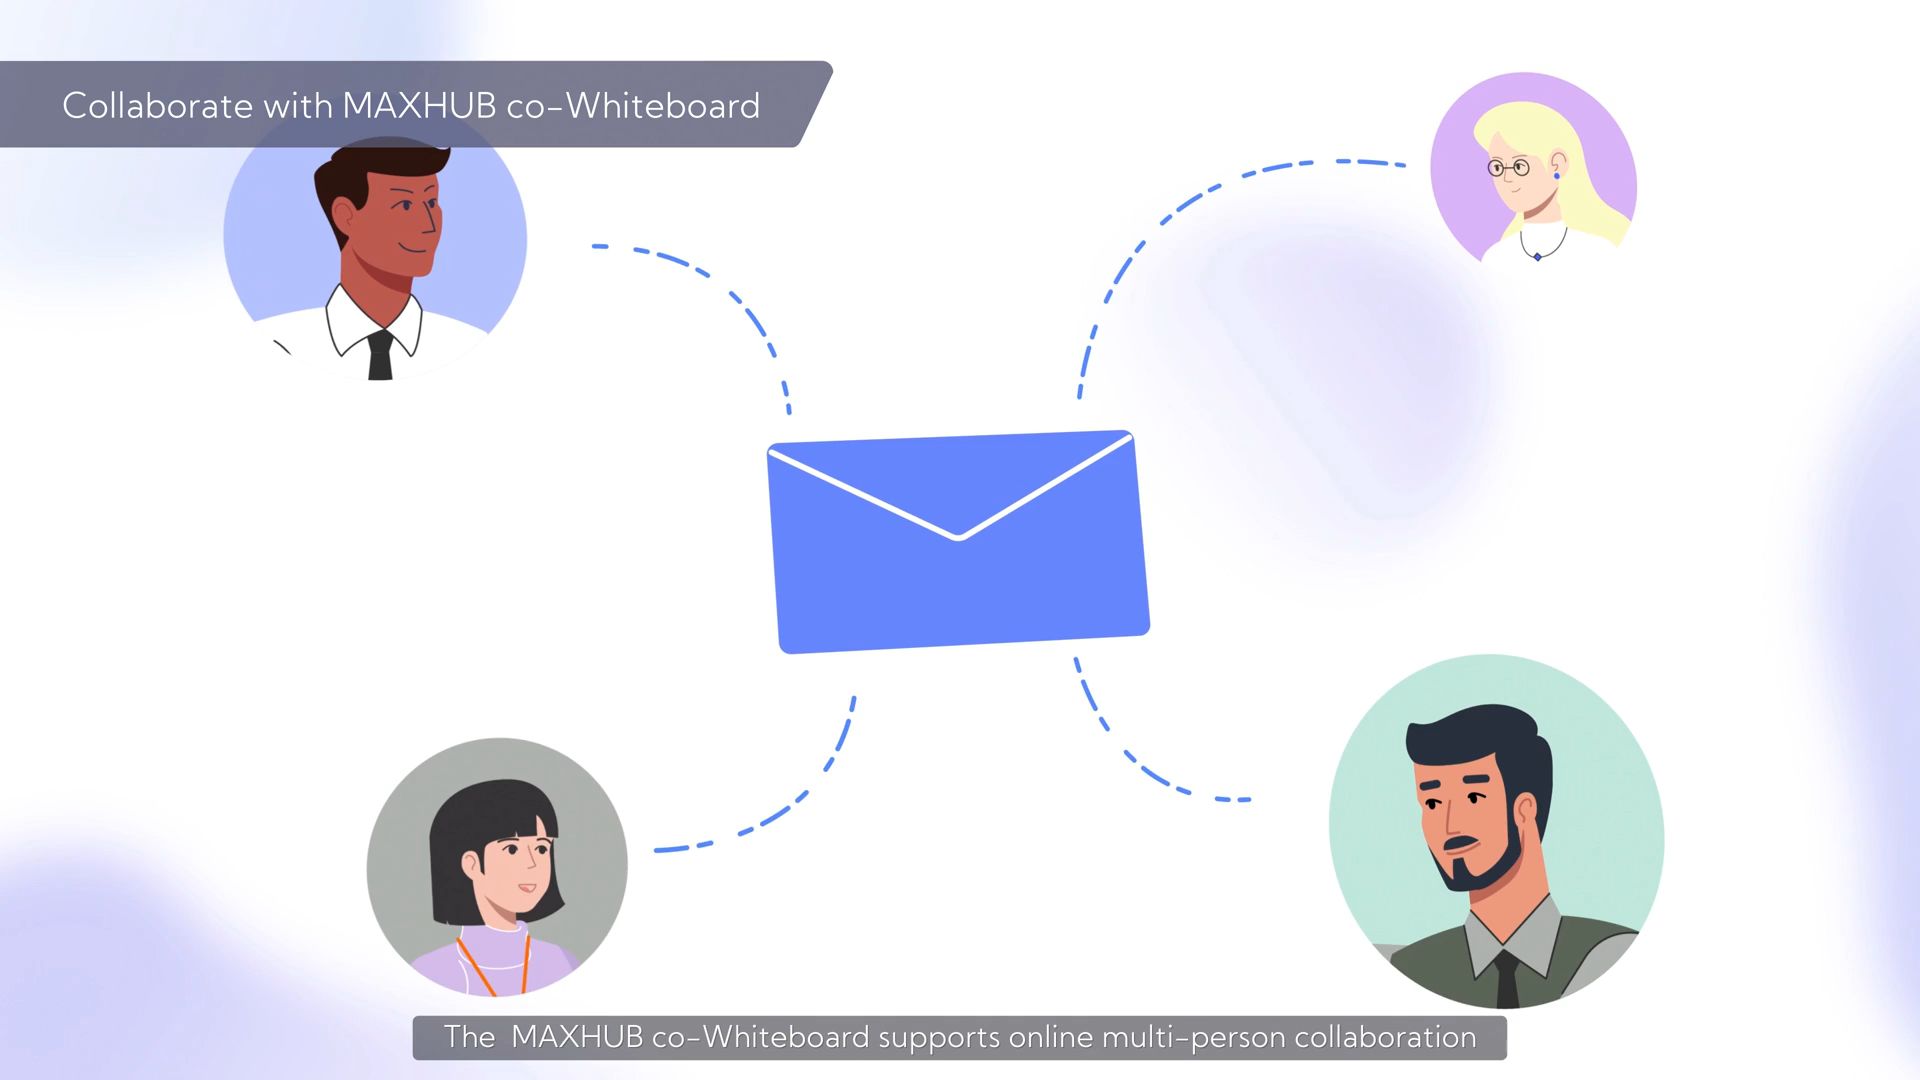 Collaborate with MAXHUB co-Whiteboard
The MAXHUB co-Whiteboard supports online multi-person collaboration